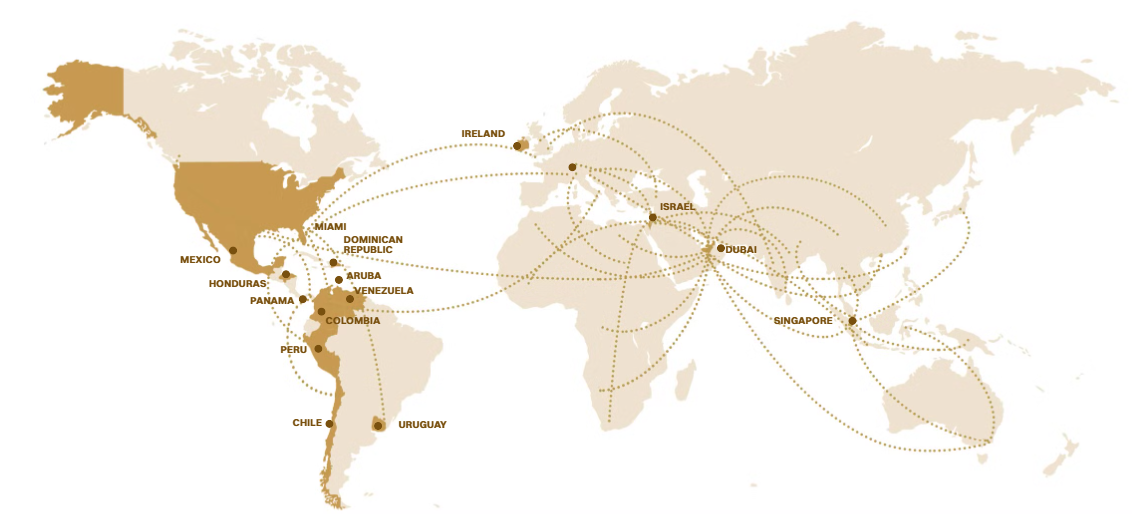 IRELAND
ISRAEL
MIAMI
DOMINICAN
REPUBLIC
DUBAI
MEXICO
ARUBA
HONDURAS
VENEZUELA
PANAMA
COLOMBIA
SINGAPORE
PERU
CHILE
URUGUAY